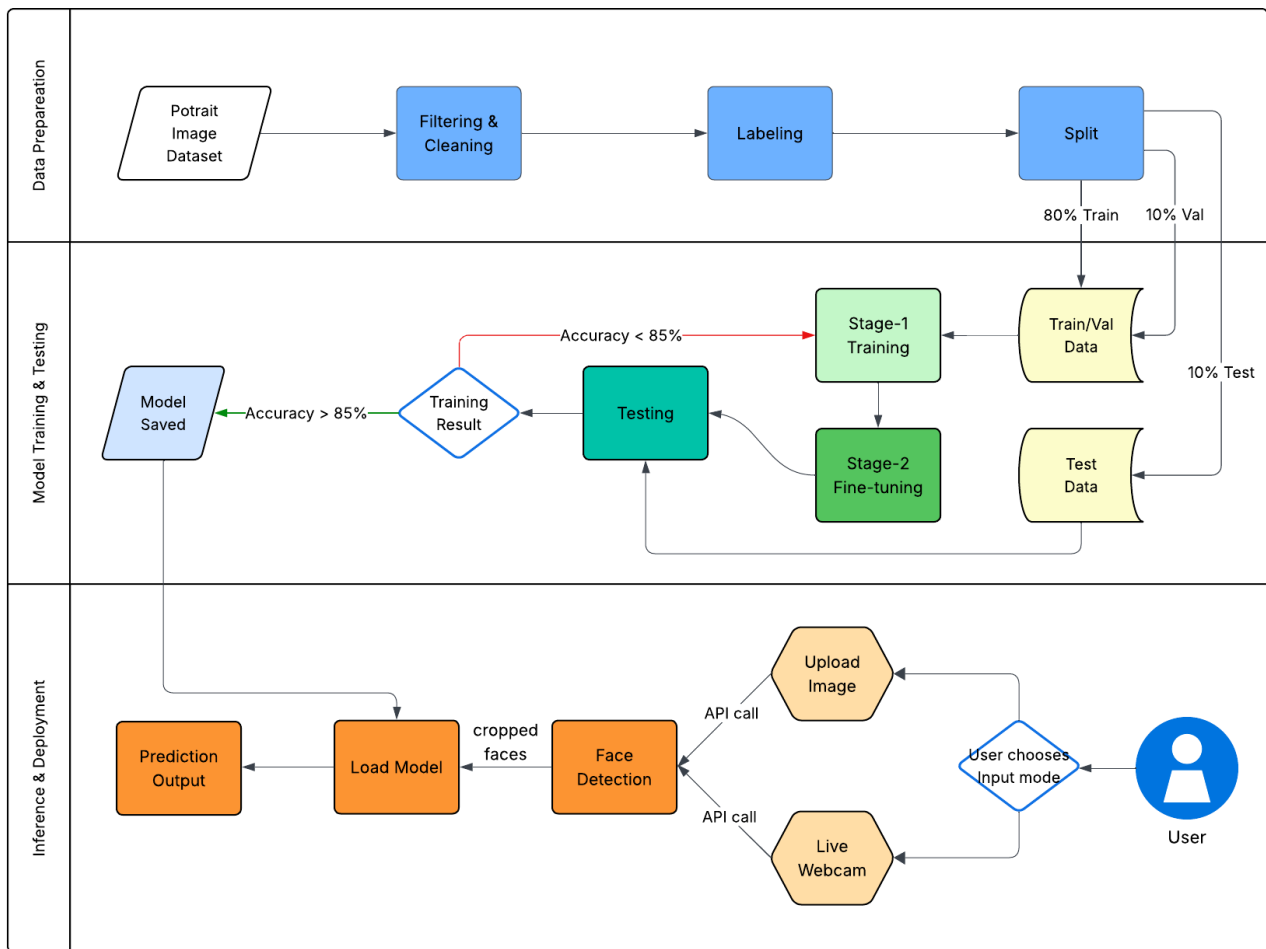 Data Prepareation
Potrait
Image
Dataset
Filtering &
Cleaning
Labeling
Split
80% Train
10% Val
10% Test
Model Training & Testing
Train/Val
Data
Stage-1
Training
Accuracy < 85%
Model
Saved
Accuracy > 85%
Training
Result
Testing
Stage-2
Fine-tuning
Test
Data
Inference & Deployment
Upload
Image
API call
Prediction
Output
Load Model
cropped
faces
Face
Detection
User chooses
Input mode
API call
Live
Webcam
User